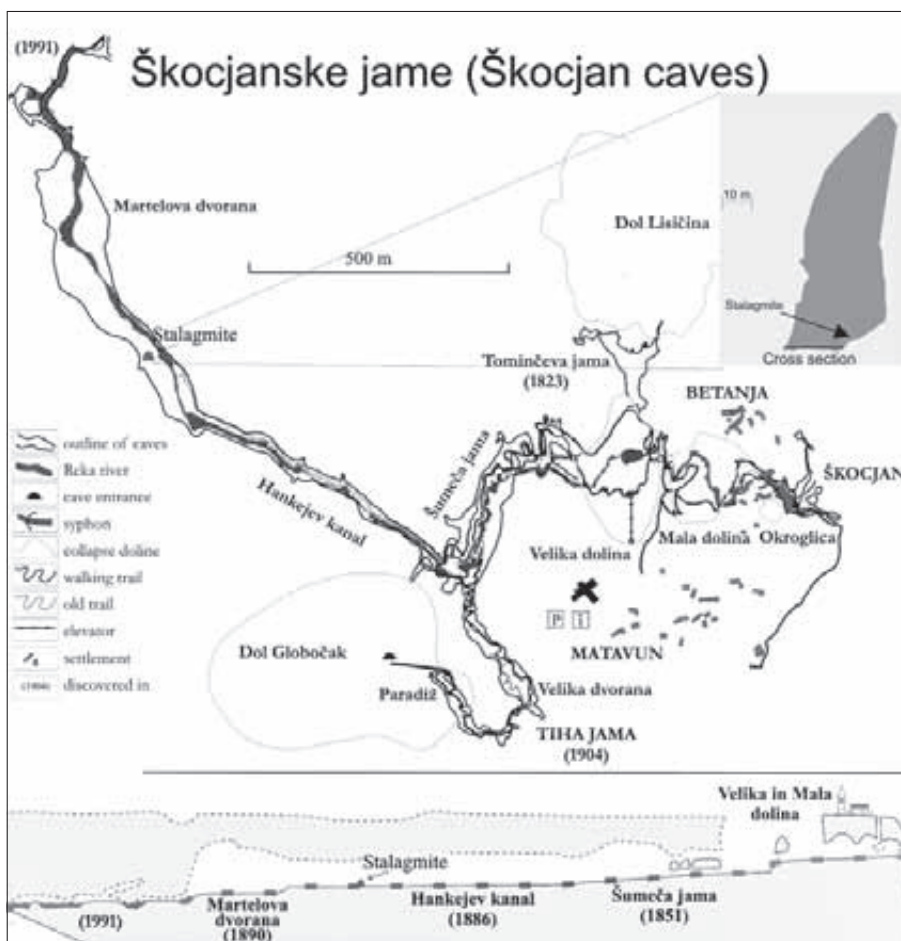 (1991)
Škocjanske jame (Škocjan caves)
Martelova dvorana
Dol Lisičina
10 m
500 m
Stalagmite
Stalagmite
Cross section
Tominčeva jama
(1823)
BETANJA
outline of caves
Reka river
cave entrance
syphon
collapse doline
walking trail
old trail
elevator
settlement
(1904) discovered in
Hankejev kanal
Šumeča jama
ŠKOCJAN
Velika dolina
Mala dolina
Okroglica
P I
MATAVUN
Dol Globočak
Paradiž
Velika dvorana
TIHA JAMA
(1904)
Velika in Mala
dolina
Stalagmite
(1991)
Martelova
dvorana
(1890)
Hankejev kanal
(1886)
Šumeča jama
(1851)